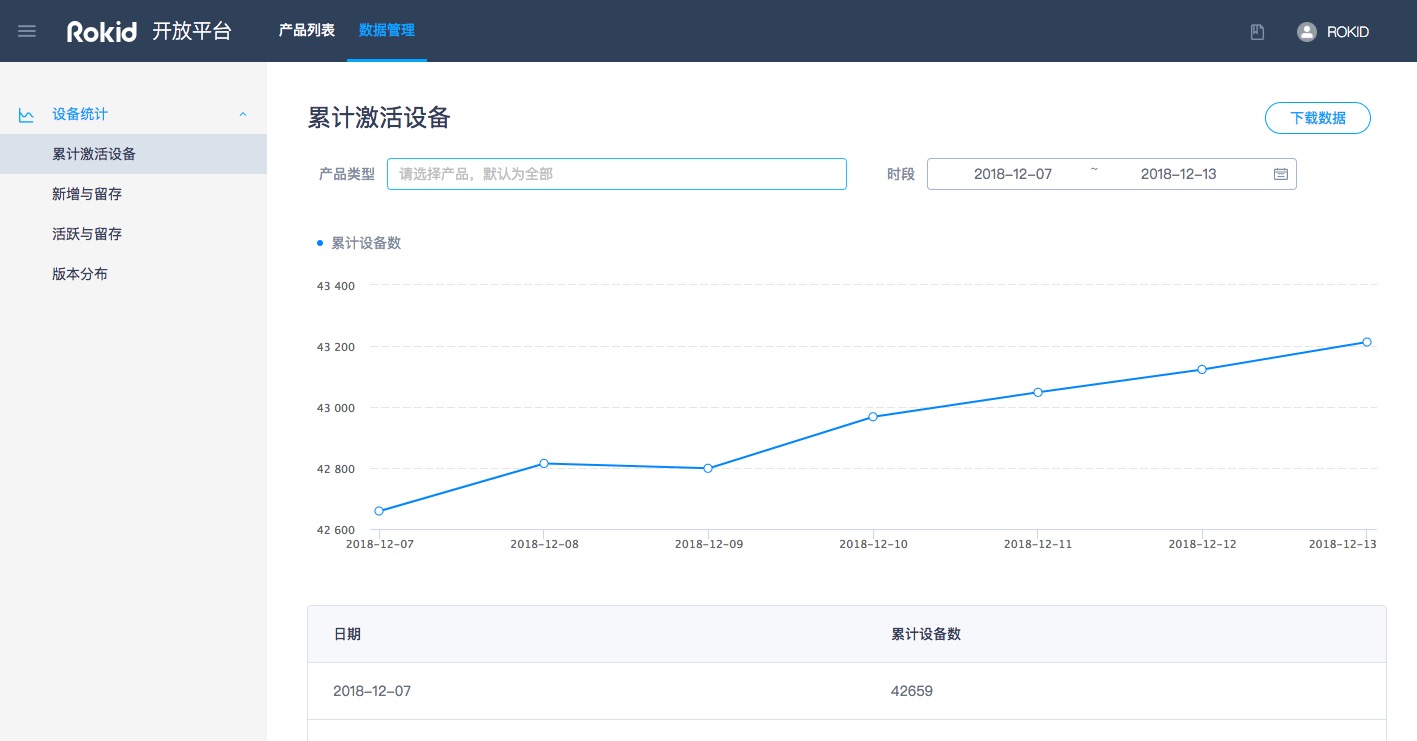 Rokid 开放平台 产品列表 数据管理 ROKID
设备统计
累计激活设备
新增与留存
活跃与留存
版本分布
累计激活设备 下载数据
产品类型 请选择产品，默认为全部 时段 2018-12-07 ~ 2018-12-13
累计设备数
43 400
43 200
43 000
42 800
42 600
2018-12-07 2018-12-08 2018-12-09 2018-12-10 2018-12-11 2018-12-12 2018-12-13
日期 累计设备数
2018-12-07 42659